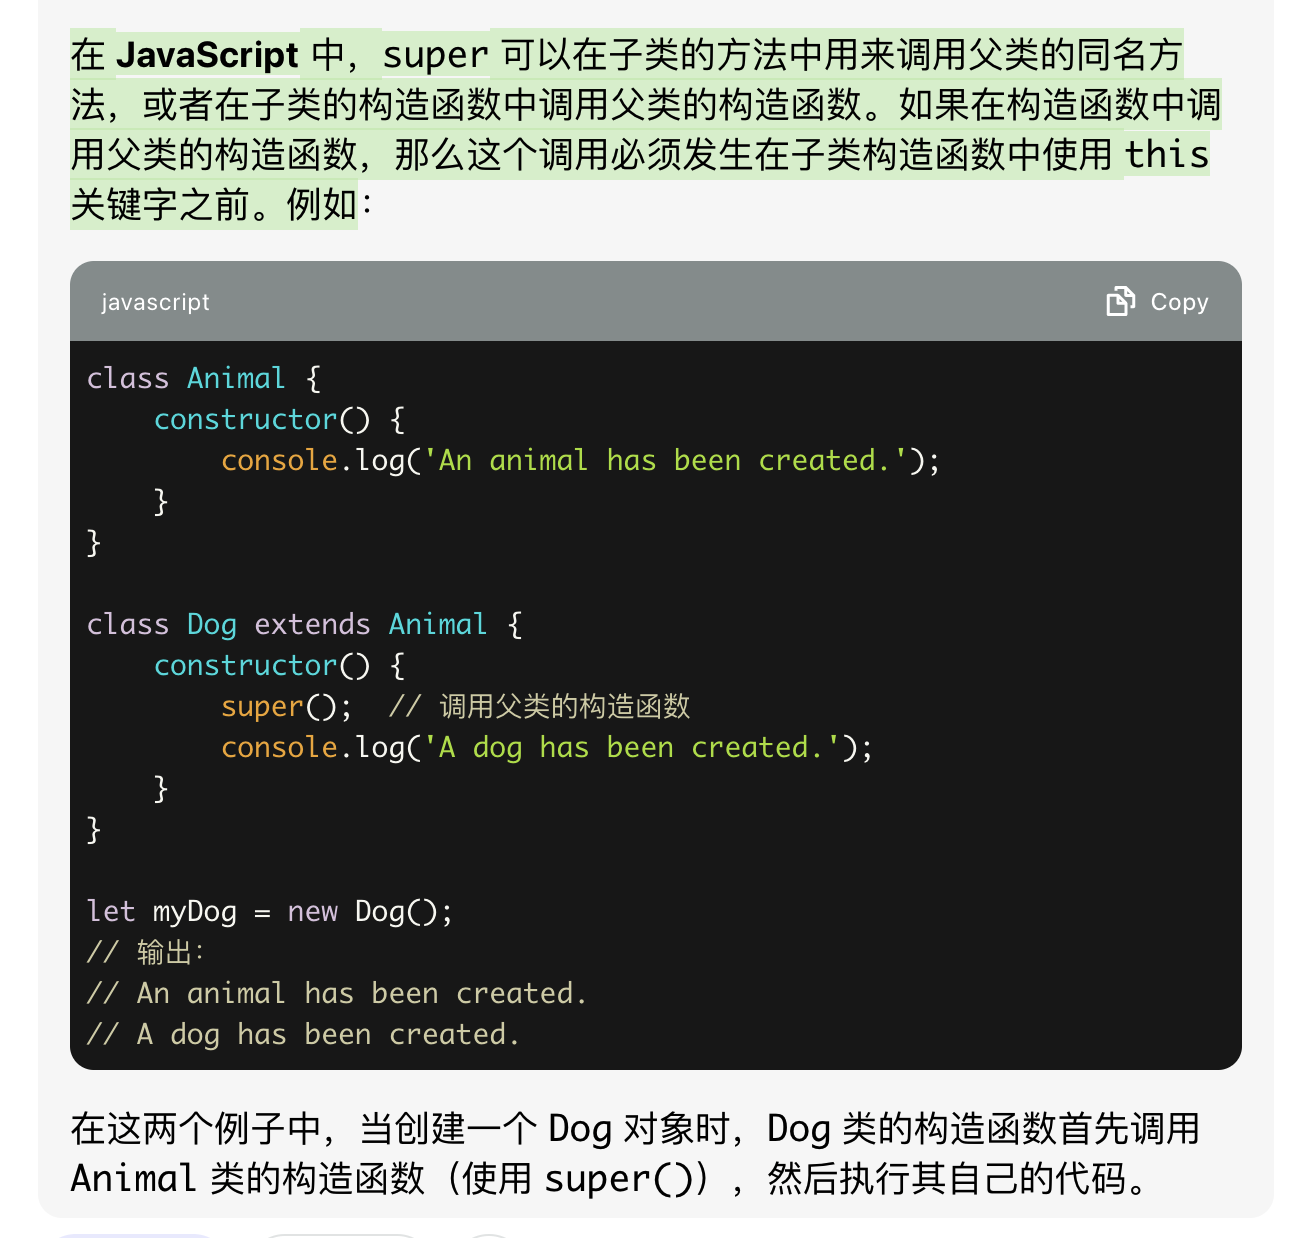 在 JavaScript 中，super 可以在子类的方法中用来调用父类的同名方
法，或者在子类的构造函数中调用父类的构造函数。如果在构造函数中调
用父类的构造函数，那么这个调用必须发生在子类构造函数中使用 this
关键字之前。例如：
javascript
Copy
class Animal {
    constructor() {
        console.log('An animal has been created.');
    }
}
class Dog extends Animal {
    constructor() {
        super();  // 调用父类的构造函数
        console.log('A dog has been created.');
    }
}
let myDog = new Dog();
// 输出：
// An animal has been created.
// A dog has been created.
在这两个例子中，当创建一个 Dog 对象时，Dog 类的构造函数首先调用
Animal 类的构造函数（使用 super()），然后执行其自己的代码。